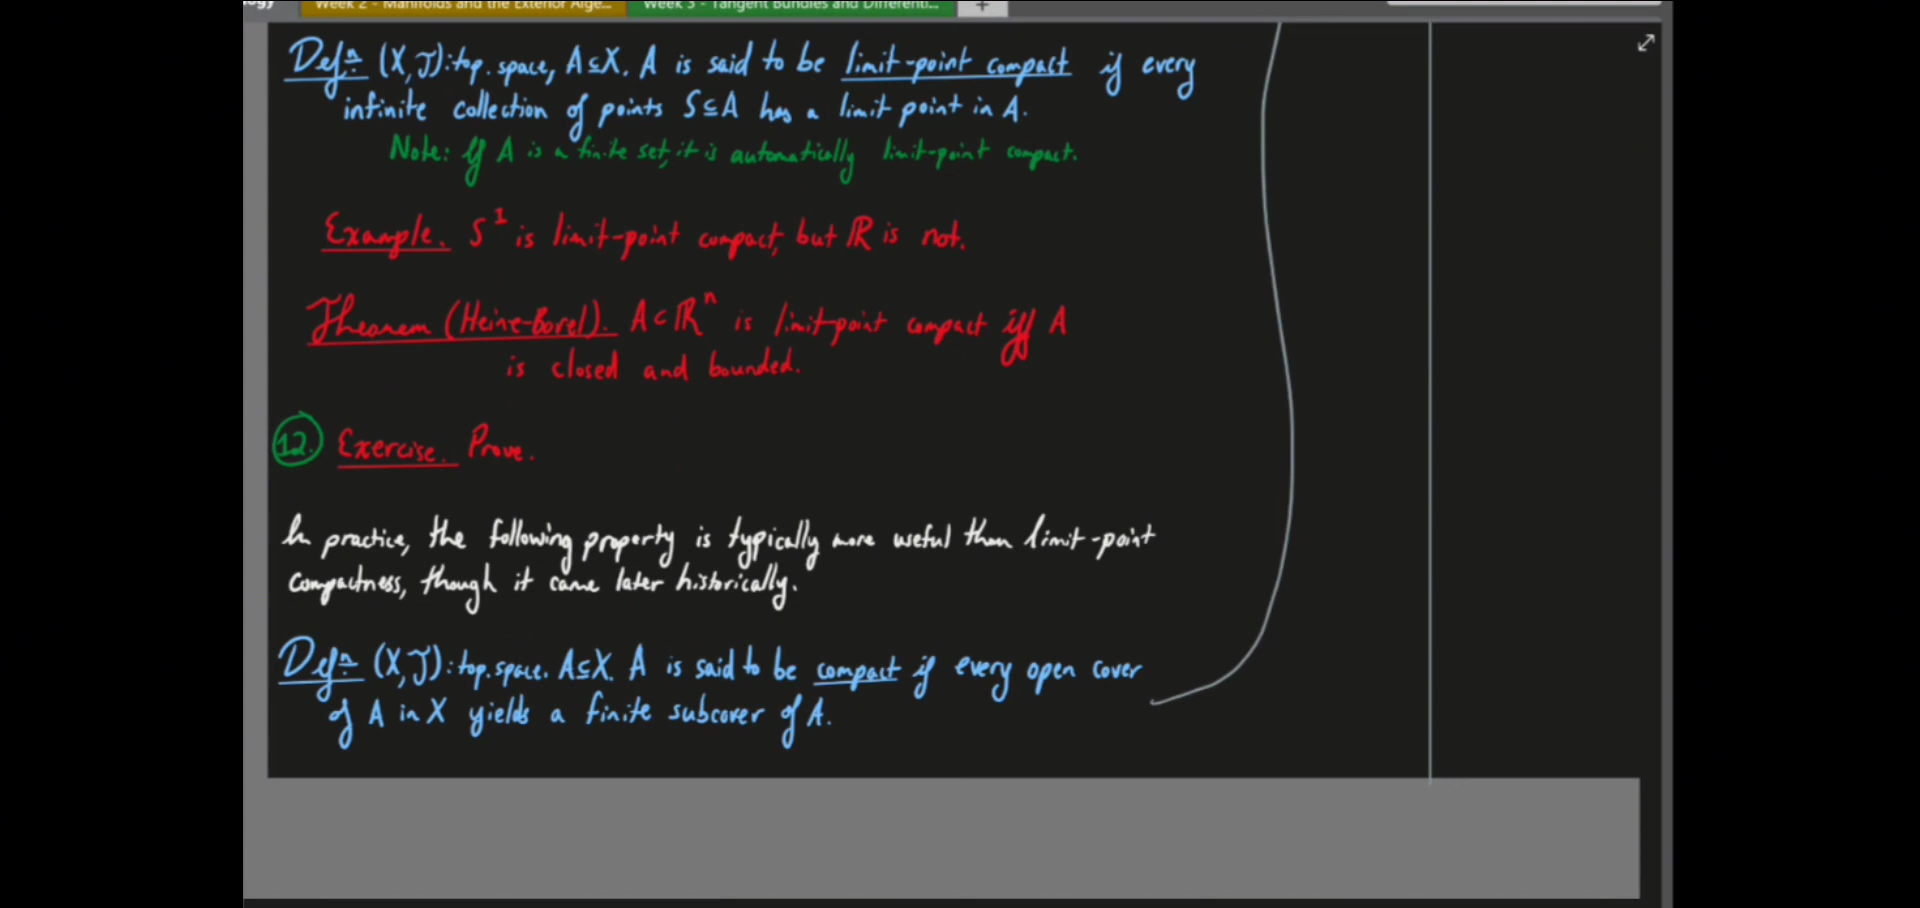 ogy Week 2 - Manifolds and the Exterior Alge... Week 3 - Tangent Bundles and Differenti... +
Defⁿ: (X,𝒯): top. space, A⊆X. A is said to be limit-point compact if every
infinite collection of points S⊆A has a limit point in A.
Note: If A is a finite set, it is automatically limit-point compact.
Example. S¹ is limit-point compact, but ℝ is not.
Theorem (Heine-Borel). A⊂ℝⁿ is limit-point compact iff A
is closed and bounded.
12. Exercise. Prove.
In practice, the following property is typically more useful than limit-point
compactness, though it came later historically.
Defⁿ: (X,𝒯): top. space. A⊆X. A is said to be compact if every open cover
of A in X yields a finite subcover of A.